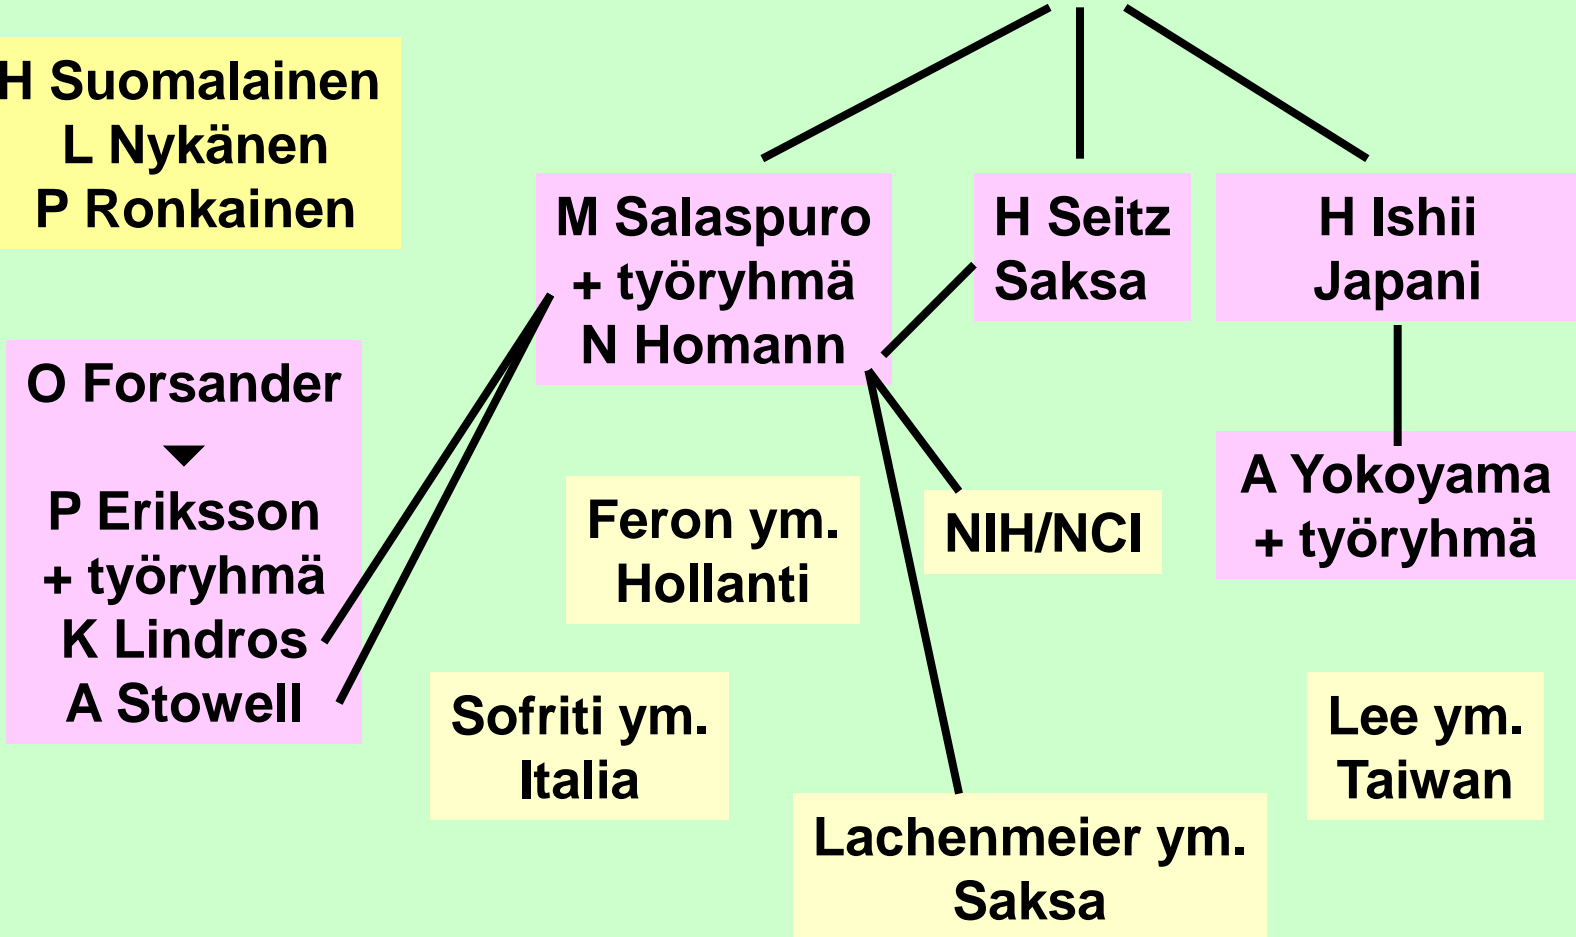 H Suomalainen
L Nykänen
P Ronkainen
M Salaspuro
+ työryhmä
N Homann
H Seitz
Saksa
H Ishii
Japani
O Forsander
P Eriksson
+ työryhmä
K Lindros
A Stowell
Feron ym.
Hollanti
NIH/NCI
A Yokoyama
+ työryhmä
Sofriti ym.
Italia
Lee ym.
Taiwan
Lachenmeier ym.
Saksa